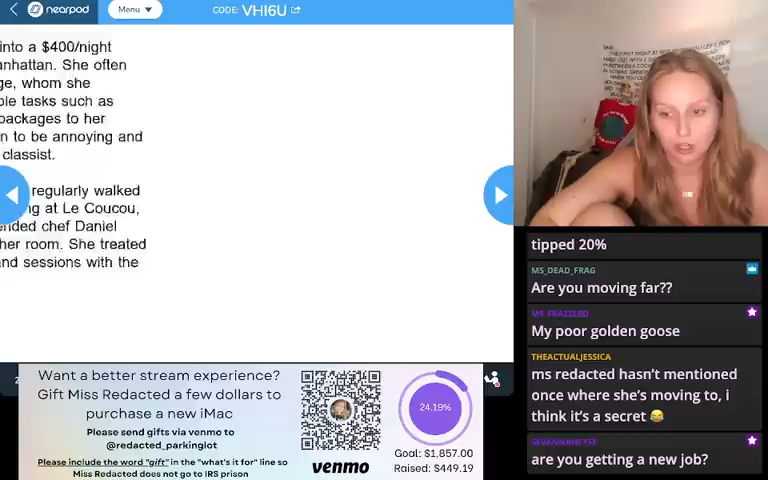 nearpod
Menu
CODE: VHI6U
into a $400/night
anhattan. She often
ge, whom she
ble tasks such as
packages to her
n to be annoying and
classist.
regularly walked
ng at Le Coucou,
ended chef Daniel
her room. She treated
and sessions with the
tipped 20%
MS_DEAD_FRAG
Are you moving far??
MS_FRAZZLED
My poor golden goose
THEACTUALJESSICA
ms redacted hasn't mentioned
once where she's moving to, i
think it's a secret 😂
are you getting a new job?
Want a better stream experience?
Gift Miss Redacted a few dollars to
purchase a new iMac
Please send gifts via venmo to
@redacted_parkinglot
Please include the word "gift" in the "what's it for" line so
Miss Redacted does not go to IRS prison
venmo
24.19%
Goal: $1,857.00
Raised: $449.19